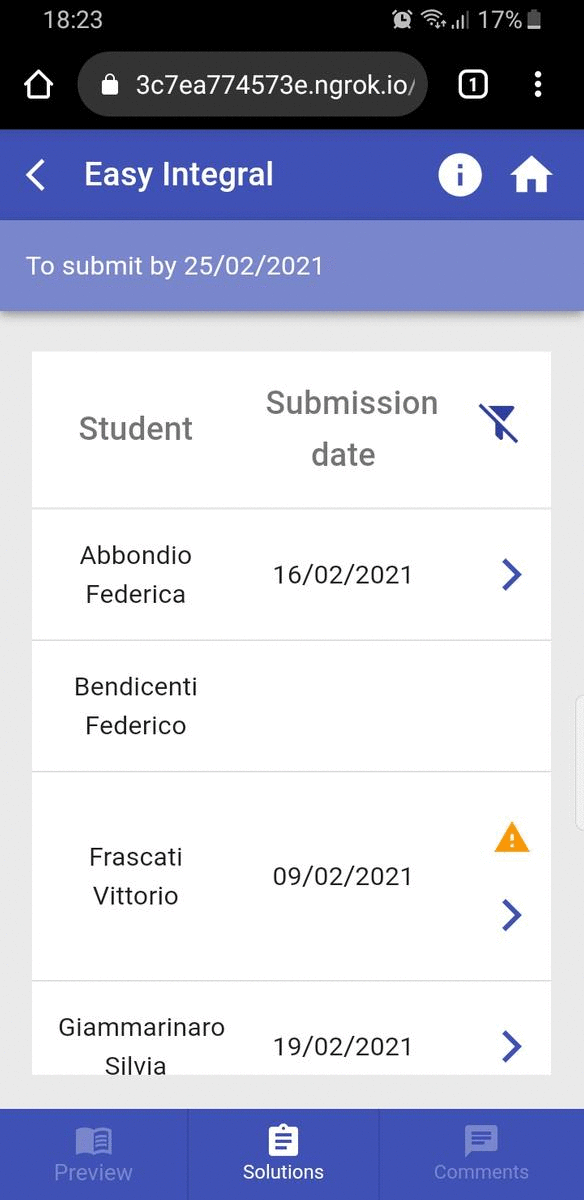 18:23 17%
3c7ea774573e.ngrok.io/ 1
Easy Integral
To submit by 25/02/2021
Student Submission date
Abbondio Federica 16/02/2021
Bendicenti Federico
Frascati Vittorio 09/02/2021
Giammarinaro Silvia 19/02/2021
Preview Solutions Comments